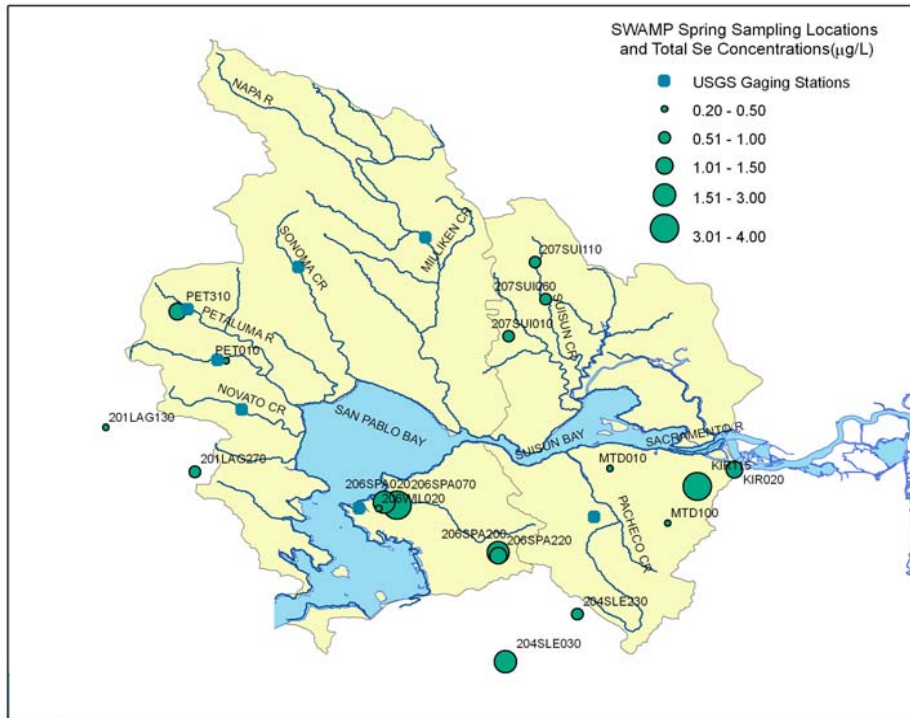 SWAMP Spring Sampling Locations
and Total Se Concentrations(µg/L)
USGS Gaging Stations
0.20 - 0.50
0.51 - 1.00
1.01 - 1.50
1.51 - 3.00
3.01 - 4.00
NAPA R
MILLIKEN CR
SONOMA CR
207SUI110
207SUI060
SUISUN CR
207SUI010
PET310
PETALUMA R
PET010
NOVATO CR
201LAG130
SAN PABLO BAY
SUISUN BAY
SACRAMENTO R
201LAG270
MTD010
KIR115
KIR020
206SPA020
206SPA070
206WIL020
MTD100
PACHECO CR
206SPA200
206SPA220
204SLE230
204SLE030